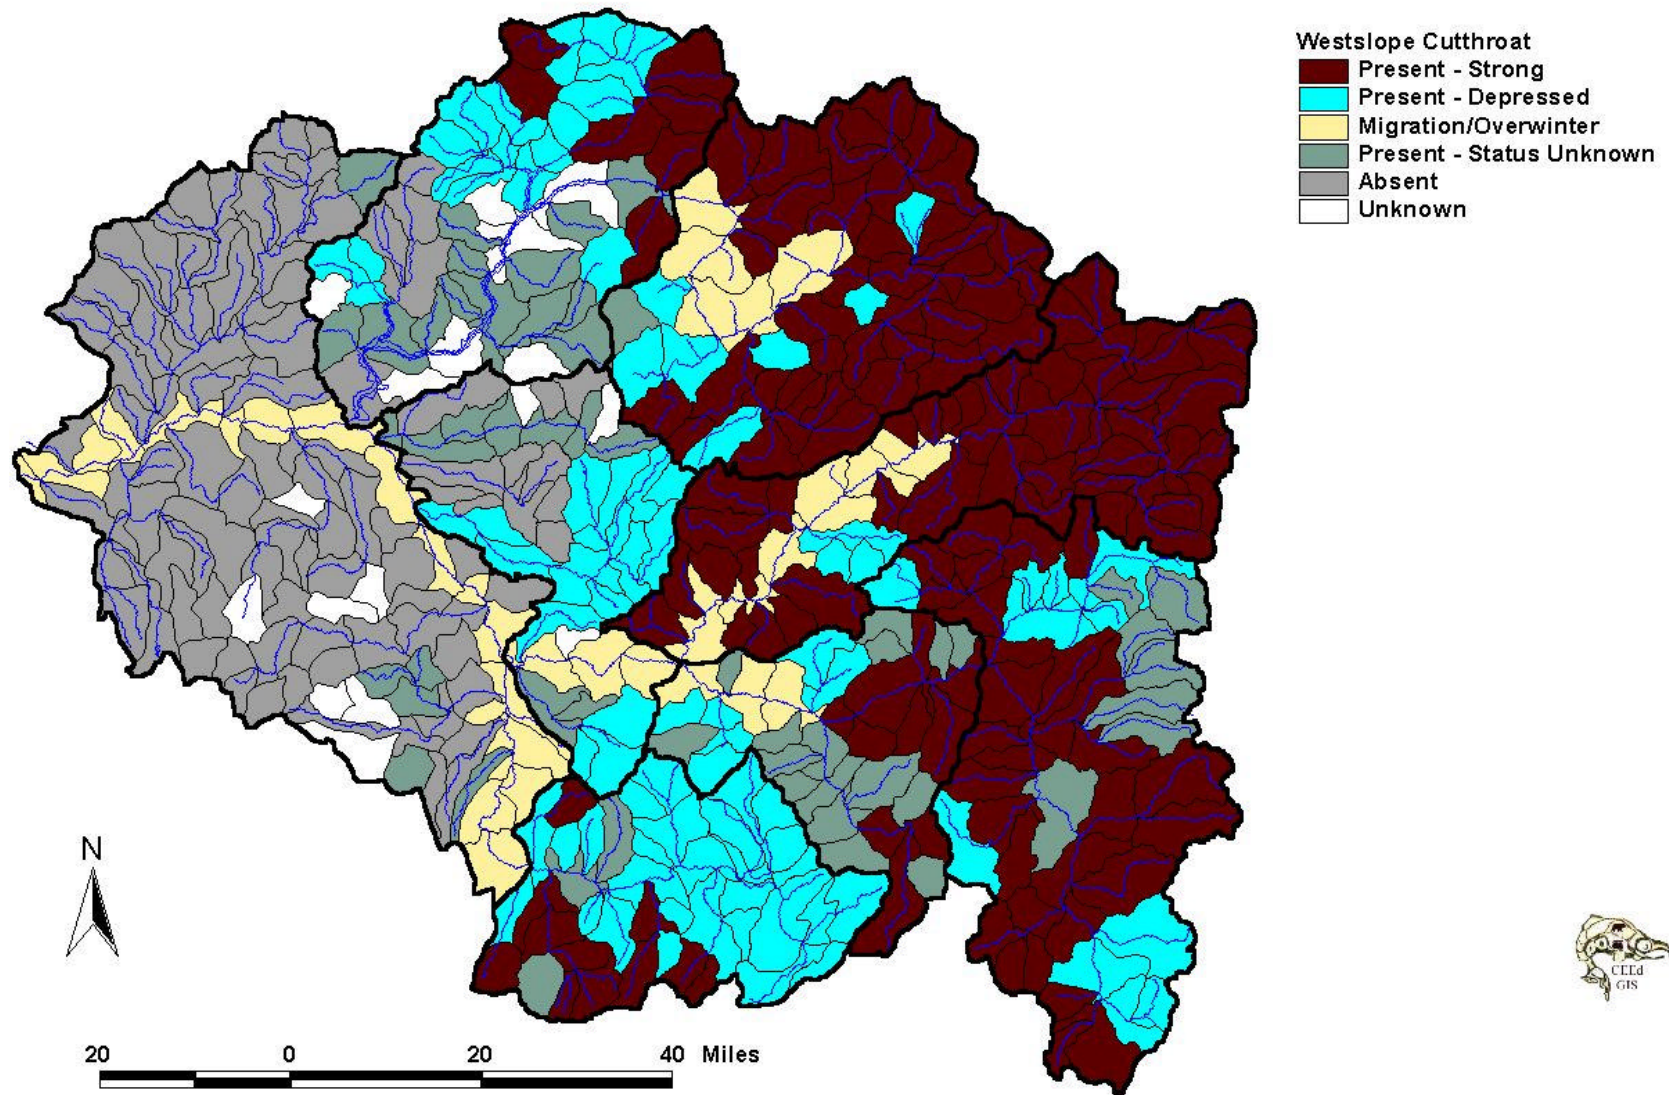 Westslope Cutthroat
Present - Strong
Present - Depressed
Migration/Overwinter
Present - Status Unknown
Absent
Unknown
N
CEEd
GIS
20 0 20 40 Miles